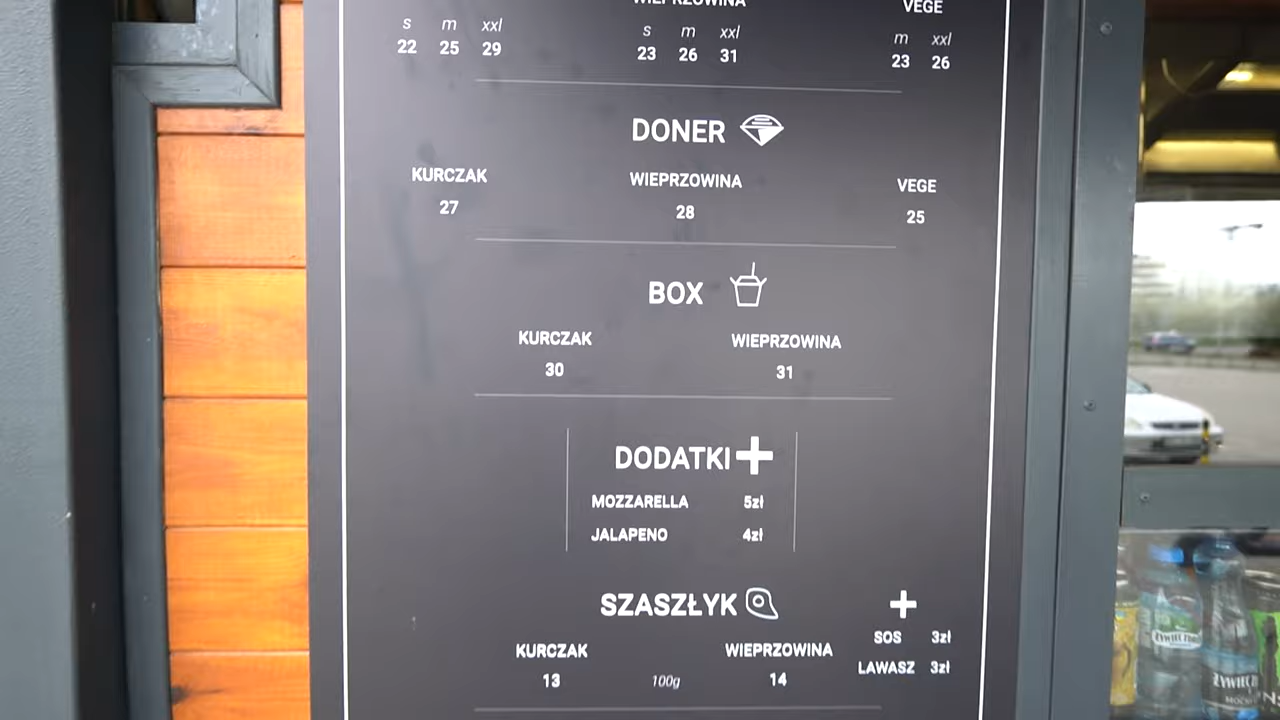 WIEPRZOWINA
VEGE
s m xxl
22 25 29
s m xxl
23 26 31
m xxl
23 26
DONER
KURCZAK WIEPRZOWINA VEGE
27 28 25
BOX
KURCZAK WIEPRZOWINA
30 31
DODATKI
MOZZARELLA 5zł
JALAPENO 4zł
SZASZŁYK
KURCZAK WIEPRZOWINA
13 100g 14
SOS 3zł
LAWASZ 3zł
ŻYWIEC